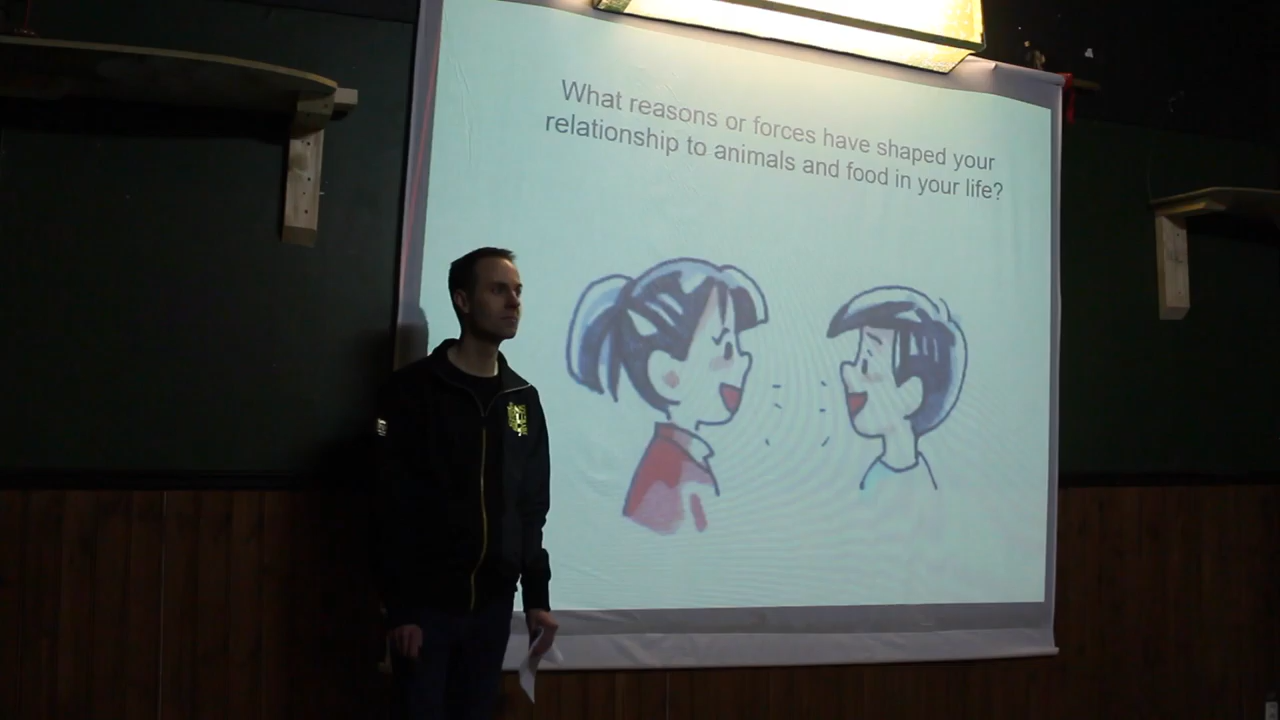 What reasons or forces have shaped your
relationship to animals and food in your life?